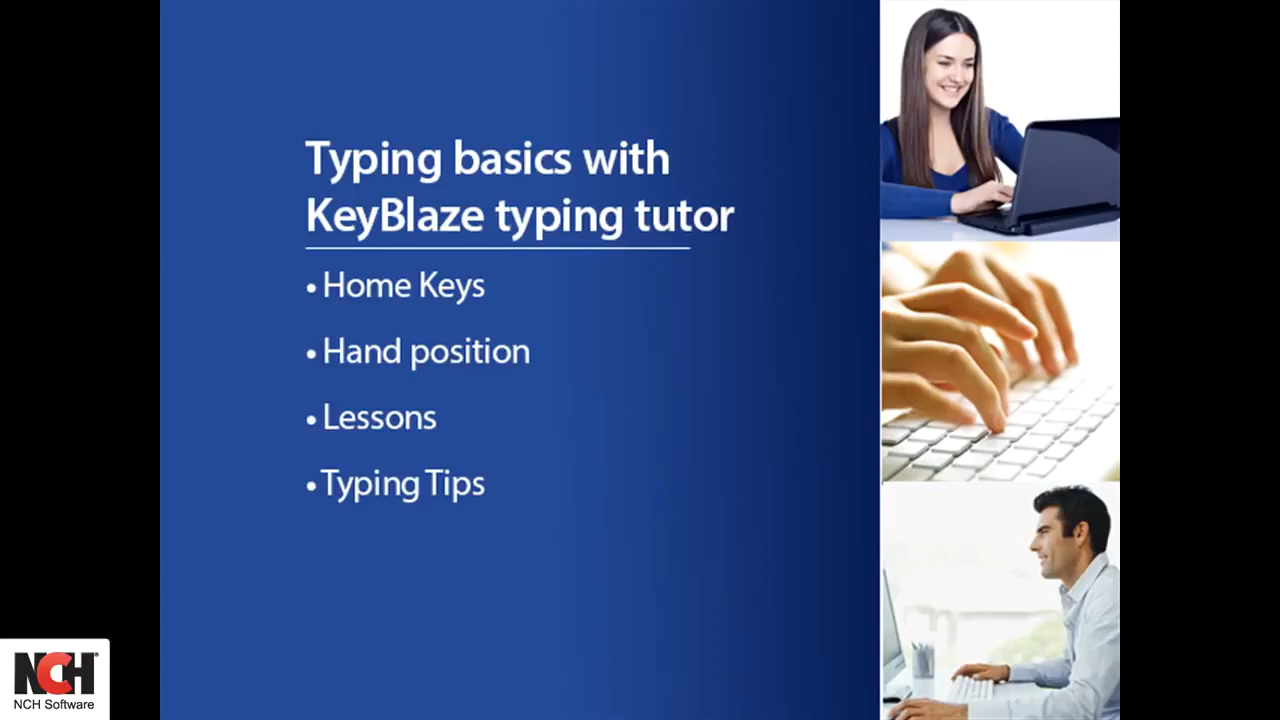 Typing basics with
KeyBlaze typing tutor
• Home Keys
• Hand position
• Lessons
• Typing Tips
NCH®
NCH Software